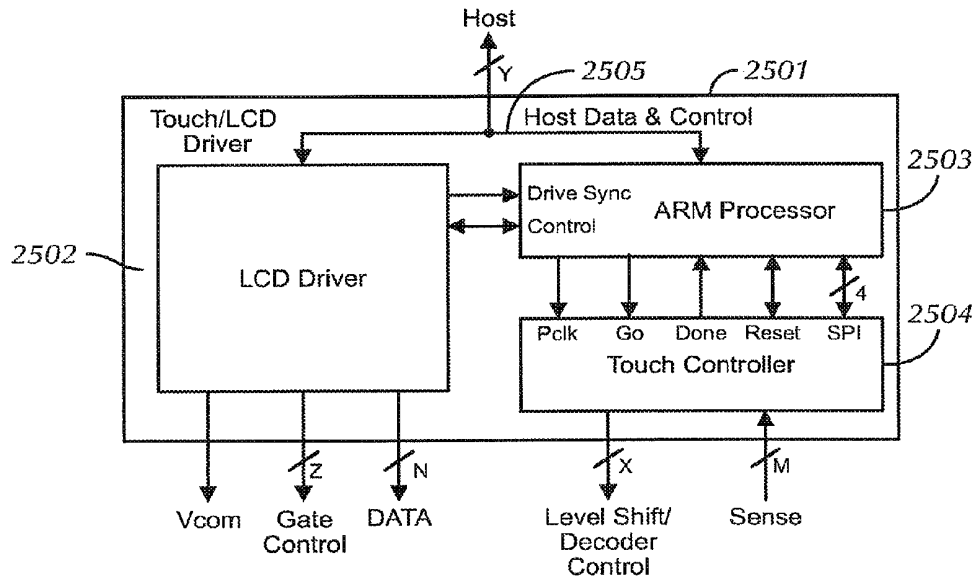 Host
Y
2505
2501
Touch/LCD
Driver
Host Data & Control
2503
Drive Sync
ARM Processor
Control
2502
LCD Driver
4
2504
Pclk Go Done Reset SPI
Touch Controller
Z
N
X
M
Vcom
Gate
Control
DATA
Level Shift/
Decoder
Control
Sense